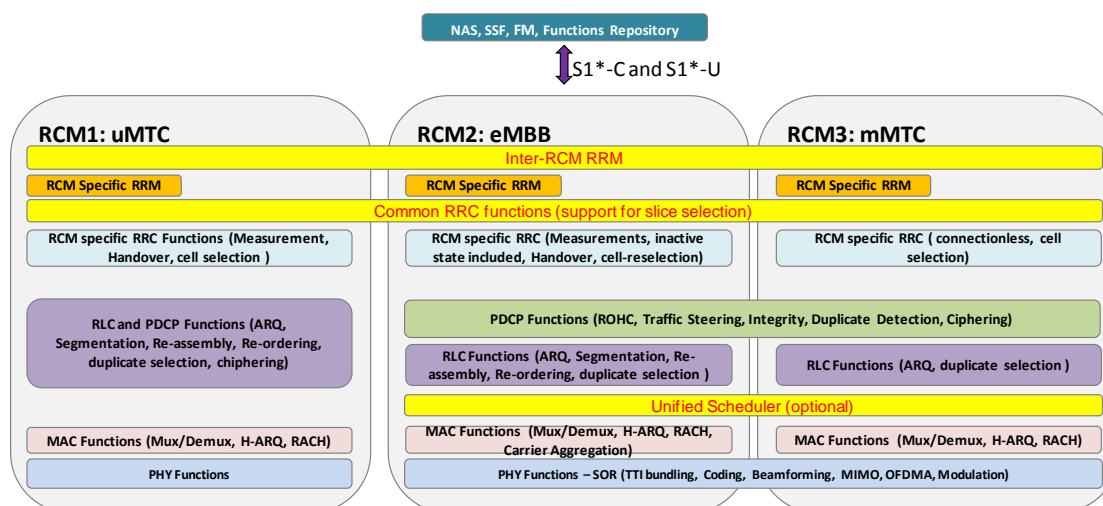 NAS, SSF, FM, Functions Repository
S1*-C and S1*-U
RCM1: uMTC
RCM2: eMBB
RCM3: mMTC
Inter-RCM RRM
RCM Specific RRM
RCM Specific RRM
RCM Specific RRM
Common RRC functions (support for slice selection)
RCM specific RRC Functions (Measurement,
Handover, cell selection )
RCM specific RRC (Measurements, inactive
state included, Handover, cell-reselection)
RCM specific RRC ( connectionless, cell
selection)
RLC and PDCP Functions (ARQ,
Segmentation, Re-assembly, Re-ordering,
duplicate selection, chiphering)
PDCP Functions (ROHC, Traffic Steering, Integrity, Duplicate Detection, Ciphering)
RLC Functions (ARQ, Segmentation, Re-
assembly, Re-ordering, duplicate selection )
RLC Functions (ARQ, duplicate selection )
Unified Scheduler (optional)
MAC Functions (Mux/Demux, H-ARQ, RACH)
MAC Functions (Mux/Demux, H-ARQ, RACH,
Carrier Aggregation)
MAC Functions (Mux/Demux, H-ARQ, RACH)
PHY Functions
PHY Functions – SOR (TTI bundling, Coding, Beamforming, MIMO, OFDMA, Modulation)